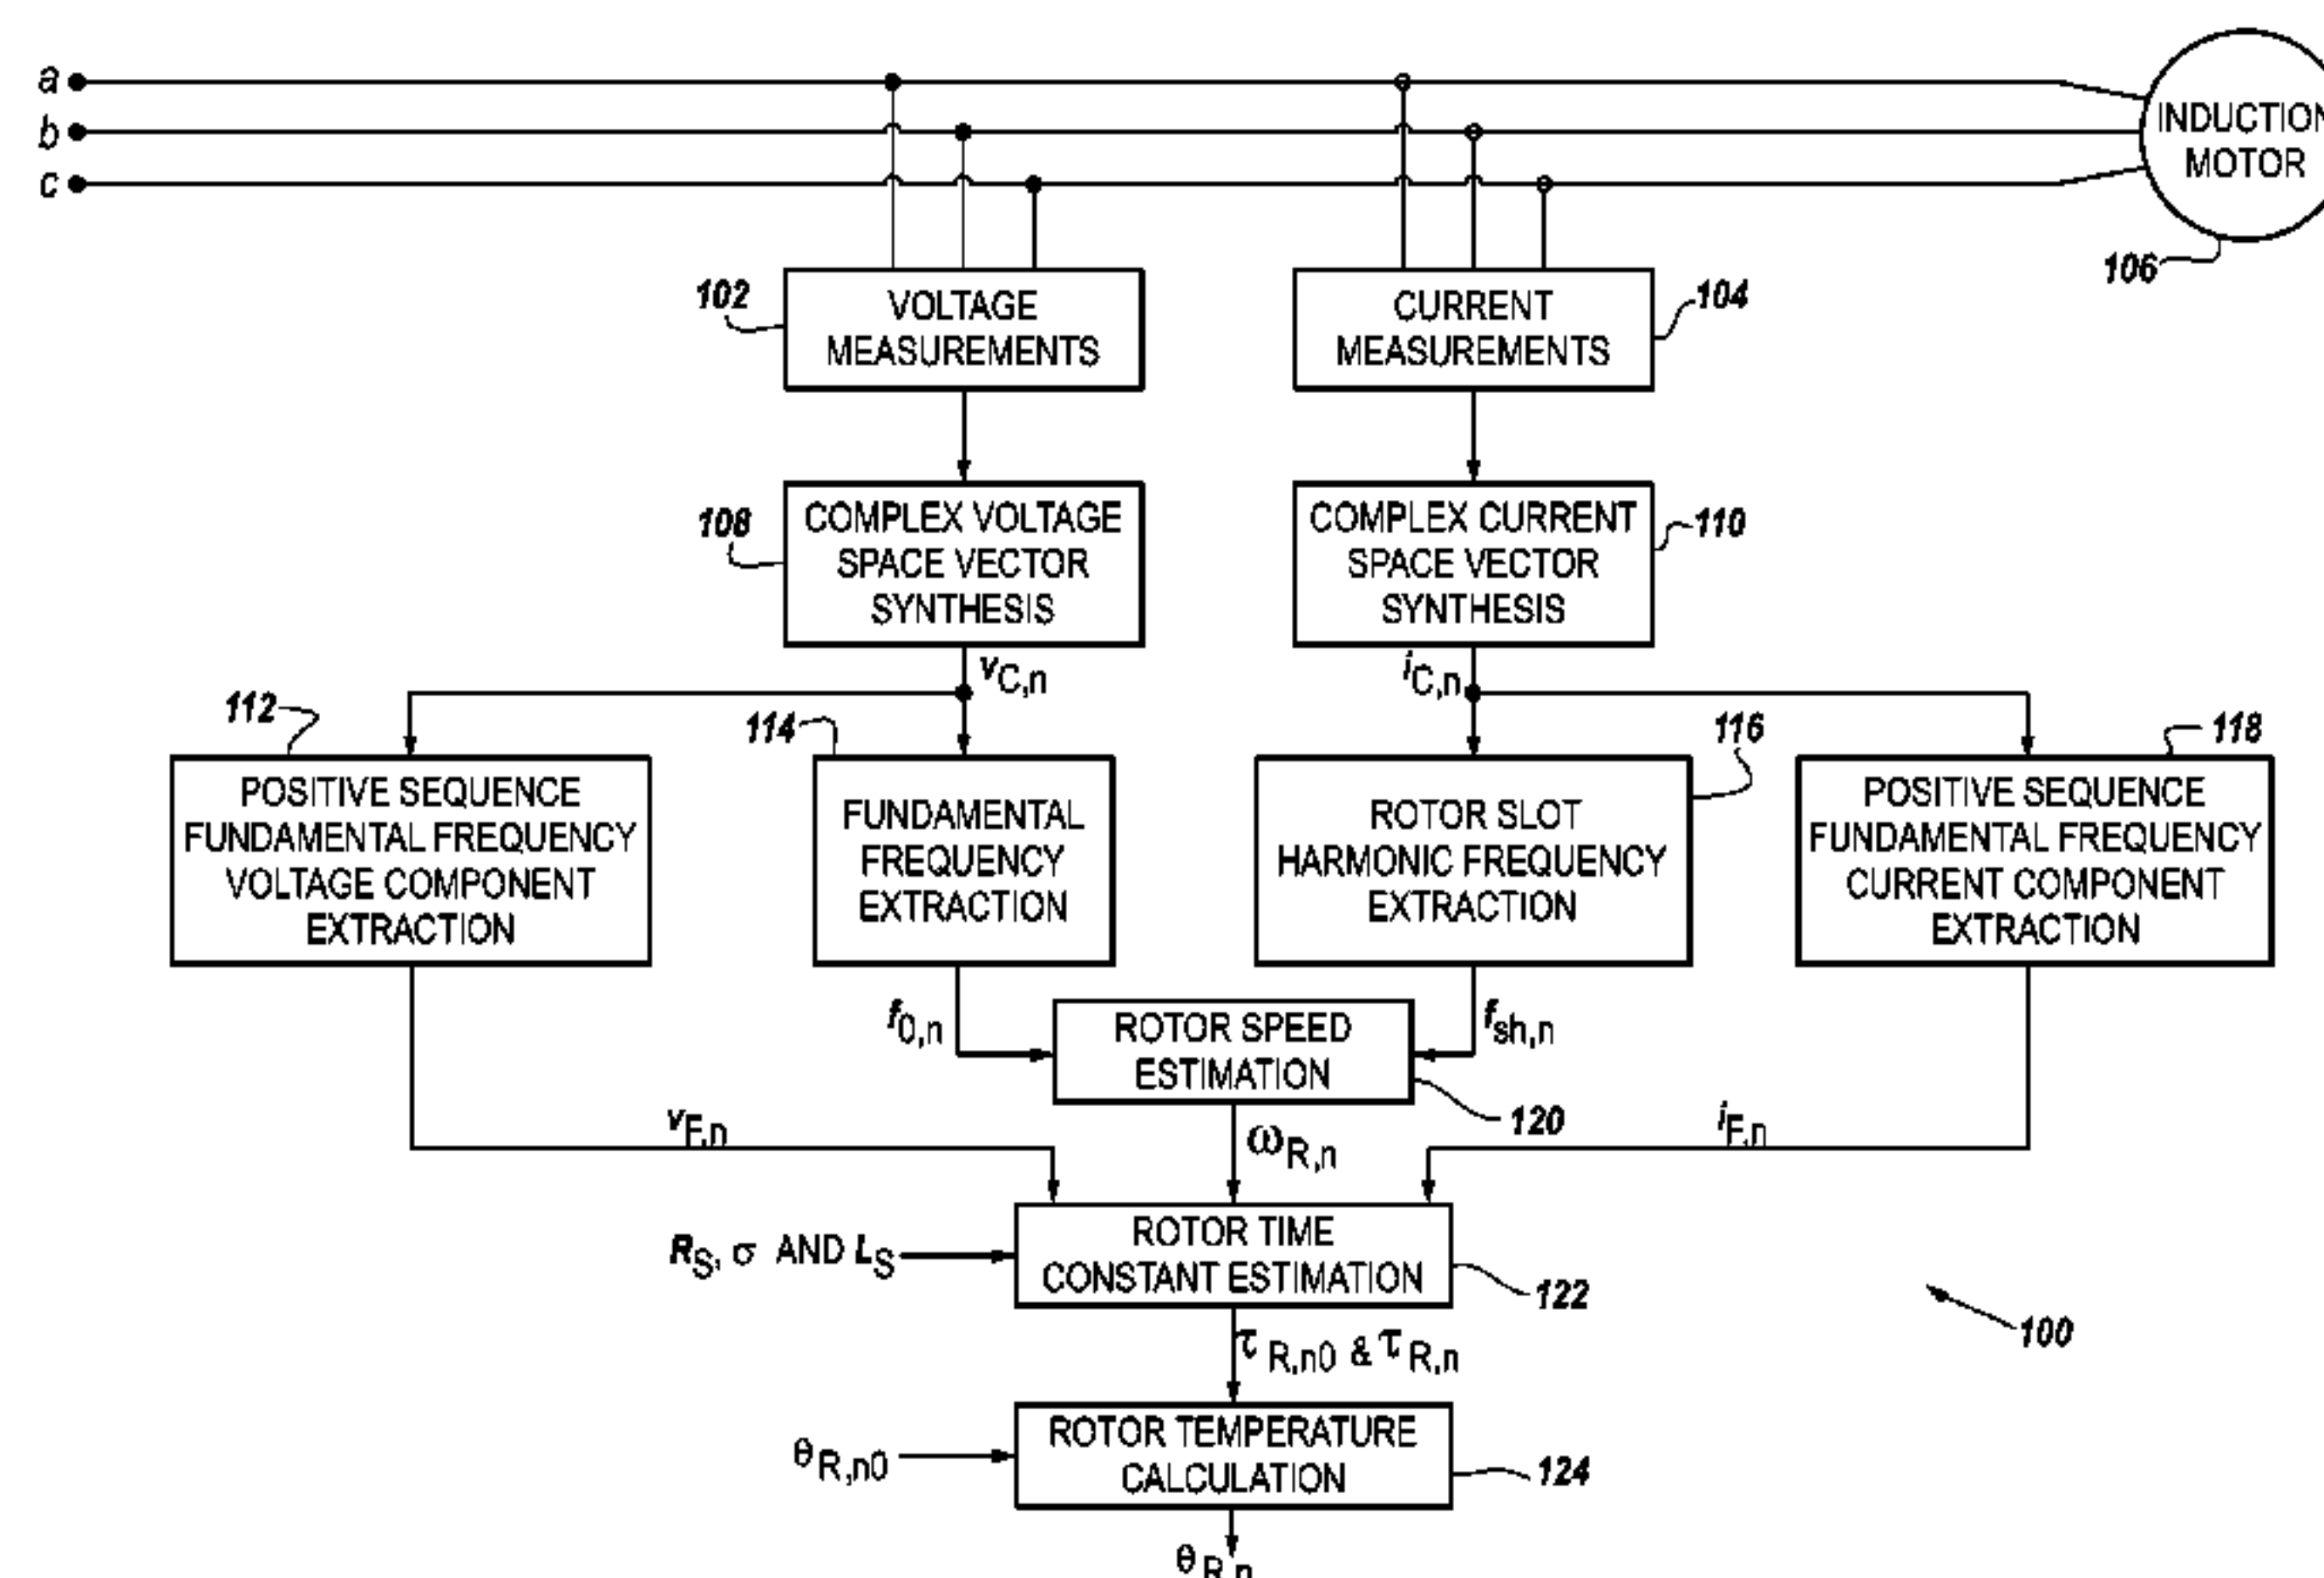 a
b
c
INDUCTION
MOTOR
106
102
VOLTAGE
MEASUREMENTS
CURRENT
MEASUREMENTS
104
108
COMPLEX VOLTAGE
SPACE VECTOR
SYNTHESIS
COMPLEX CURRENT
SPACE VECTOR
SYNTHESIS
110
vC,n
iC,n
112
114
116
118
POSITIVE SEQUENCE
FUNDAMENTAL FREQUENCY
VOLTAGE COMPONENT
EXTRACTION
FUNDAMENTAL
FREQUENCY
EXTRACTION
ROTOR SLOT
HARMONIC FREQUENCY
EXTRACTION
POSITIVE SEQUENCE
FUNDAMENTAL FREQUENCY
CURRENT COMPONENT
EXTRACTION
f0,n
ROTOR SPEED
ESTIMATION
fsh,n
120
vF,n
ωR,n
iF,n
RS, σ AND LS
ROTOR TIME
CONSTANT ESTIMATION
122
τR,n0 & τR,n
100
θR,n0
ROTOR TEMPERATURE
CALCULATION
124
θR,n